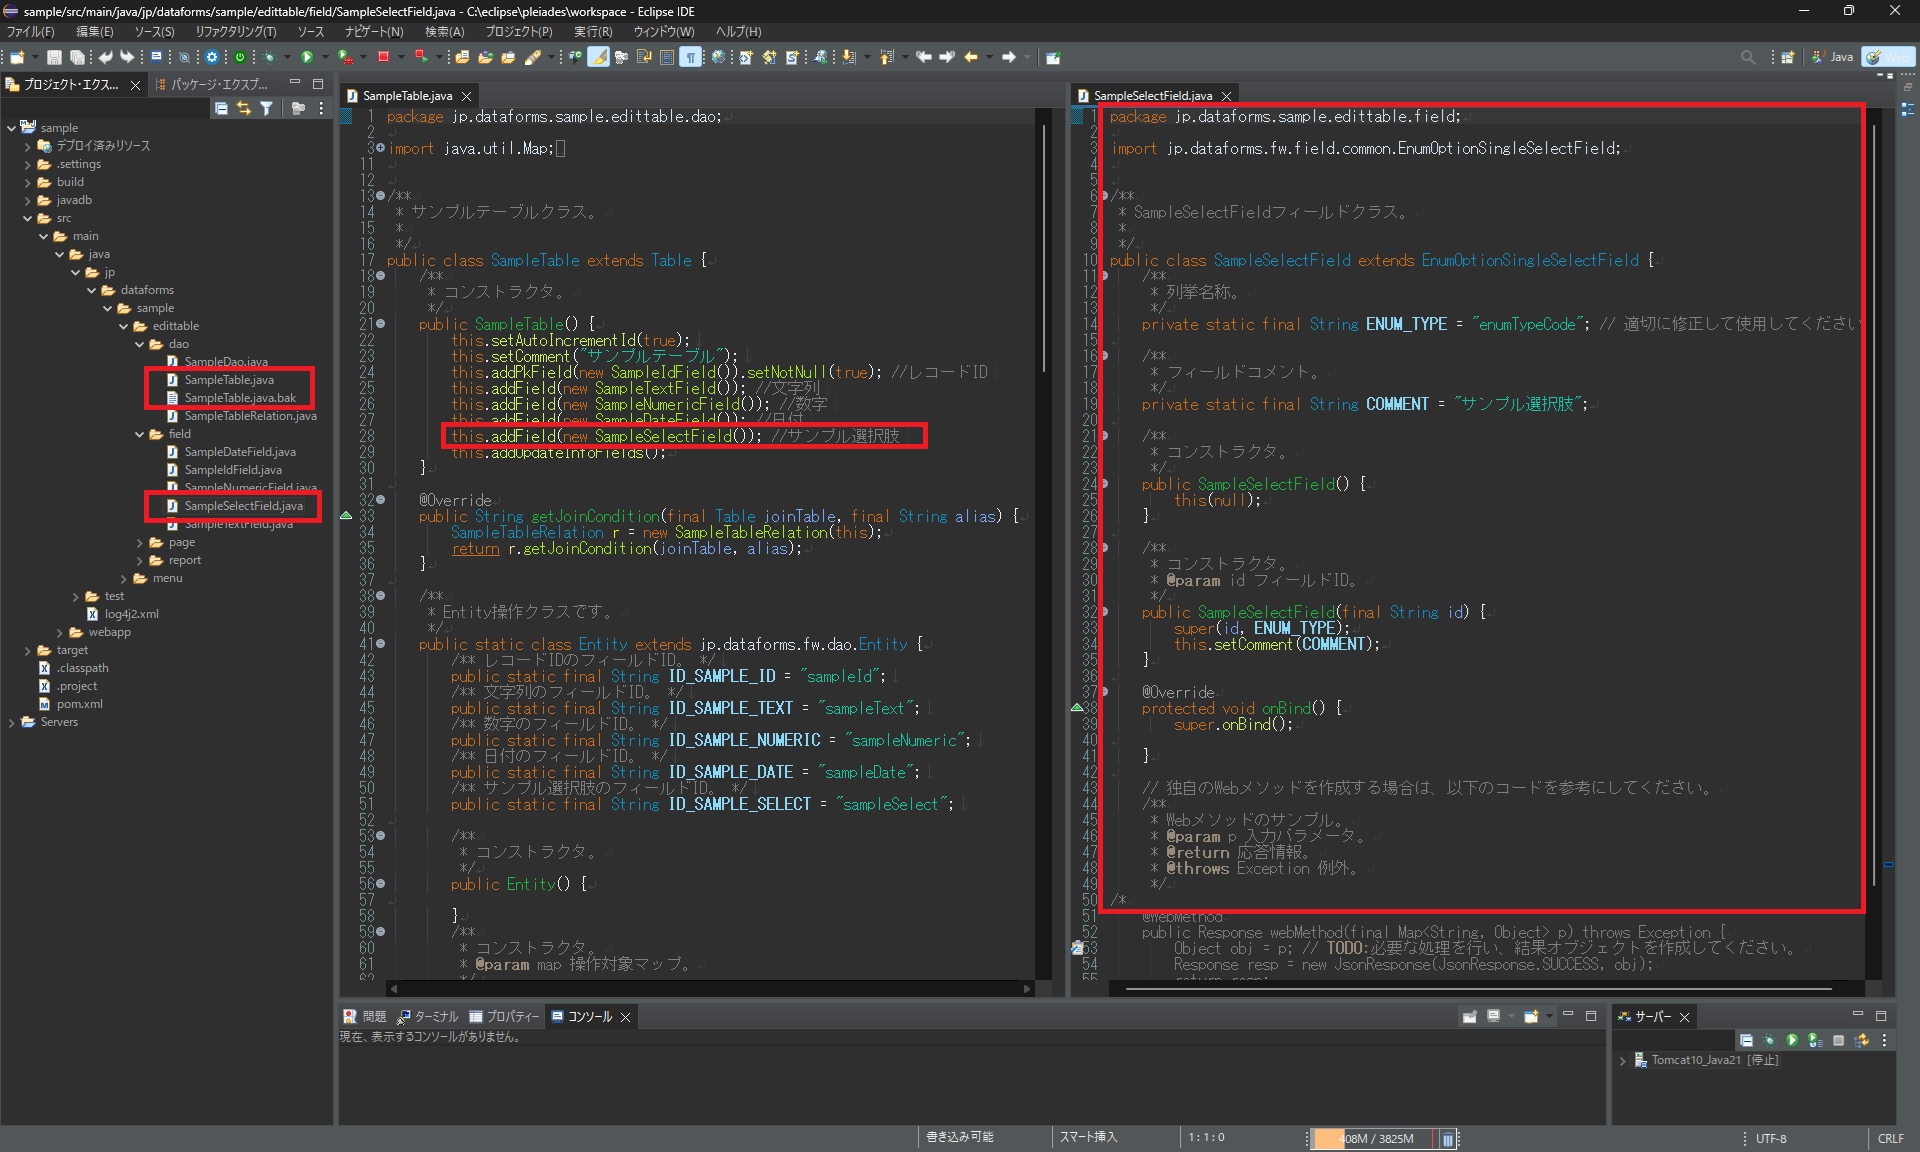 sample/src/main/java/jp/dataforms/sample/edittable/field/SampleSelectField.java - C:\eclipse\pleiades\workspace - Eclipse IDE
ファイル(F) 編集(E) ソース(S) リファクタリング(T) ソース ナビゲート(N) 検索(A) プロジェクト(P) 実行(R) ウィンドウ(W) ヘルプ(H)
Java
プロジェクト・エクス... パッケージ・エクスプ...
sample
デプロイ済みリソース
.settings
build
javadb
src
main
java
jp
dataforms
sample
edittable
dao
SampleDao.java
SampleTable.java
SampleTable.java.bak
SampleTableRelation.java
field
SampleDateField.java
SampleIdField.java
SampleNumericField.java
SampleSelectField.java
SampleTextField.java
page
report
menu
test
log4j2.xml
webapp
target
.classpath
.project
pom.xml
Servers
SampleTable.java
1 package jp.dataforms.sample.edittable.dao;
2
3 import java.util.Map;
11
12
13 /**
14 * サンプルテーブルクラス。
15 *
16 */
17 public class SampleTable extends Table {
18 /**
19 * コンストラクタ。
20 */
21 public SampleTable() {
22 this.setAutoIncrementId(true);
23 this.setComment("サンプルテーブル");
24 this.addPkField(new SampleIdField()).setNotNull(true); //レコードID
25 this.addField(new SampleTextField()); //文字列
26 this.addField(new SampleNumericField()); //数字
27 this.addField(new SampleDateField()); //日付
28 this.addField(new SampleSelectField()); //サンプル選択肢
29 this.addUpdateInfoFields();
30 }
31
32 @Override
33 public String getJoinCondition(final Table joinTable, final String alias) {
34 SampleTableRelation r = new SampleTableRelation(this);
35 return r.getJoinCondition(joinTable, alias);
36 }
37
38 /**
39 * Entity操作クラスです。
40 */
41 public static class Entity extends jp.dataforms.fw.dao.Entity {
42 /** レコードIDのフィールドID。 */
43 public static final String ID_SAMPLE_ID = "sampleId";
44 /** 文字列のフィールドID。 */
45 public static final String ID_SAMPLE_TEXT = "sampleText";
46 /** 数字のフィールドID。 */
47 public static final String ID_SAMPLE_NUMERIC = "sampleNumeric";
48 /** 日付のフィールドID。 */
49 public static final String ID_SAMPLE_DATE = "sampleDate";
50 /** サンプル選択肢のフィールドID。 */
51 public static final String ID_SAMPLE_SELECT = "sampleSelect";
52
53 /**
54 * コンストラクタ。
55 */
56 public Entity() {
57
58 }
59 /**
60 * コンストラクタ。
61 * @param map 操作対象マップ。
62 */
SampleSelectField.java
1 package jp.dataforms.sample.edittable.field;
2
3 import jp.dataforms.fw.field.common.EnumOptionSingleSelectField;
4
5
6 /**
7 * SampleSelectFieldフィールドクラス。
8 *
9 */
10 public class SampleSelectField extends EnumOptionSingleSelectField {
11 /**
12 * 列挙名称。
13 */
14 private static final String ENUM_TYPE = "enumTypeCode"; // 適切に修正して使用してください
15
16 /**
17 * フィールドコメント。
18 */
19 private static final String COMMENT = "サンプル選択肢";
20
21 /**
22 * コンストラクタ。
23 */
24 public SampleSelectField() {
25 this(null);
26 }
27
28 /**
29 * コンストラクタ。
30 * @param id フィールドID。
31 */
32 public SampleSelectField(final String id) {
33 super(id, ENUM_TYPE);
34 this.setComment(COMMENT);
35 }
36
37 @Override
38 protected void onBind() {
39 super.onBind();
40
41 }
42
43 // 独自のWebメソッドを作成する場合は、以下のコードを参考にしてください。
44 /**
45 * Webメソッドのサンプル。
46 * @param p 入力パラメータ。
47 * @return 応答情報。
48 * @throws Exception 例外。
49 */
50 /*
51 @WebMethod
52 public Response webMethod(final Map<String, Object> p) throws Exception {
53 Object obj = p; // TODO:必要な処理を行い、結果オブジェクトを作成してください。
54 Response resp = new JsonResponse(JsonResponse.SUCCESS, obj);
55 return resp;
問題 ターミナル プロパティー コンソール
現在、表示するコンソールがありません。
サーバー
Tomcat10_Java21 [停止]
書き込み可能 スマート挿入 1 : 1 : 0 408M / 3825M UTF-8 CRLF